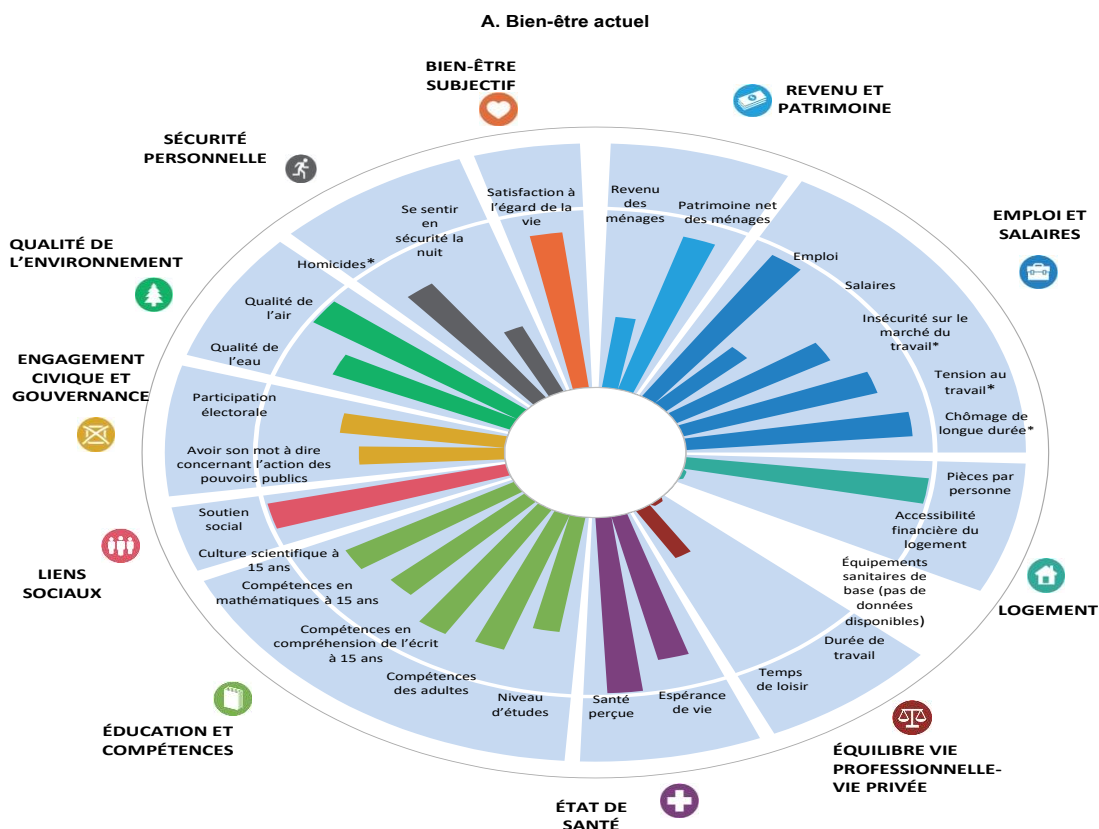 A. Bien-être actuel
BIEN-ÊTRE
SUBJECTIF
REVENU ET
PATRIMOINE
SÉCURITÉ
PERSONNELLE
EMPLOI ET
SALAIRES
QUALITÉ DE
L'ENVIRONNEMENT
ENGAGEMENT
CIVIQUE ET
GOUVERNANCE
LIENS
SOCIAUX
LOGEMENT
ÉDUCATION ET
COMPÉTENCES
ÉQUILIBRE VIE
PROFESSIONNELLE-
VIE PRIVÉE
ÉTAT DE
SANTÉ
Satisfaction à
l'égard de la
vie
Revenu
des
ménages
Patrimoine net
des ménages
Emploi
Salaires
Insécurité sur le
marché du
travail*
Tension au
travail*
Chômage de
longue durée*
Pièces par
personne
Accessibilité
financière du
logement
Équipements
sanitaires de
base (pas de
données
disponibles)
Durée de
travail
Temps
de loisir
Espérance
de vie
Santé
perçue
Niveau
d'études
Compétences
des adultes
Compétences en
compréhension de l'écrit
à 15 ans
Compétences en
mathématiques à 15 ans
Culture scientifique à
15 ans
Soutien
social
Avoir son mot à dire
concernant l'action des
pouvoirs publics
Participation
électorale
Qualité de
l'eau
Qualité de
l'air
Homicides*
Se sentir
en
sécurité la
nuit